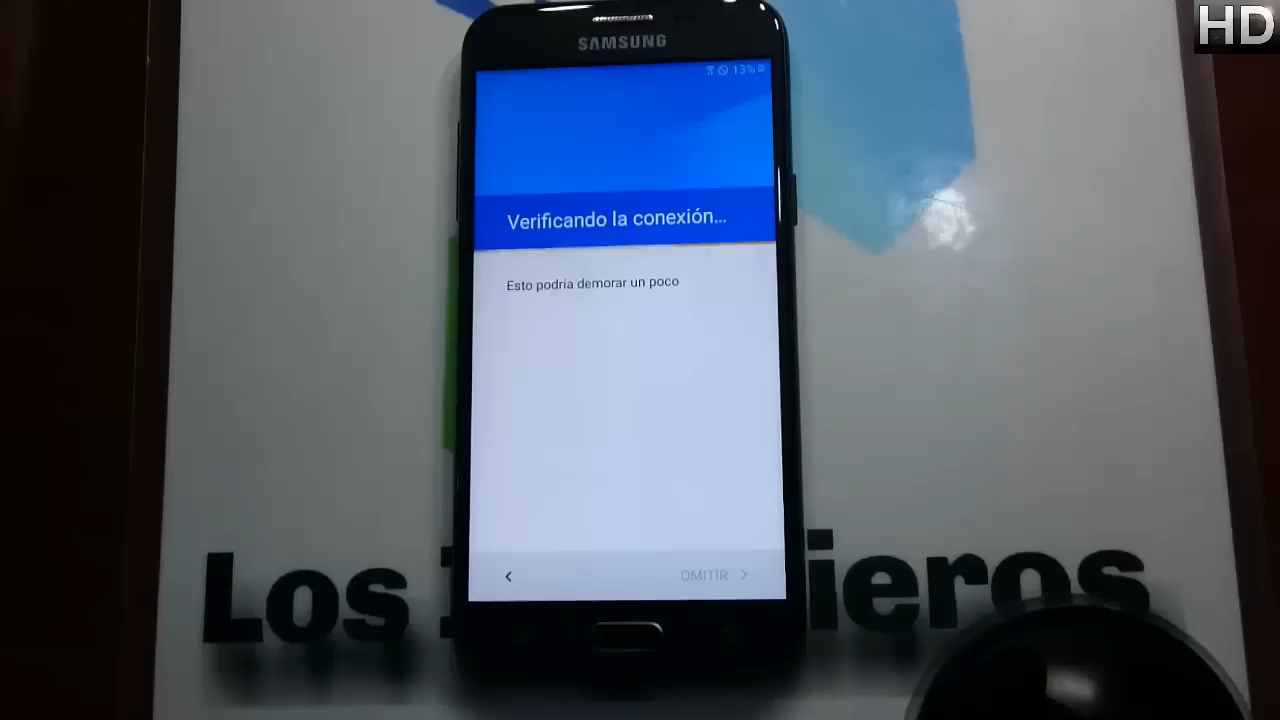 HD
SAMSUNG
13%
Verificando la conexión...
Esto podría demorar un poco
OMITIR
Los
ieros